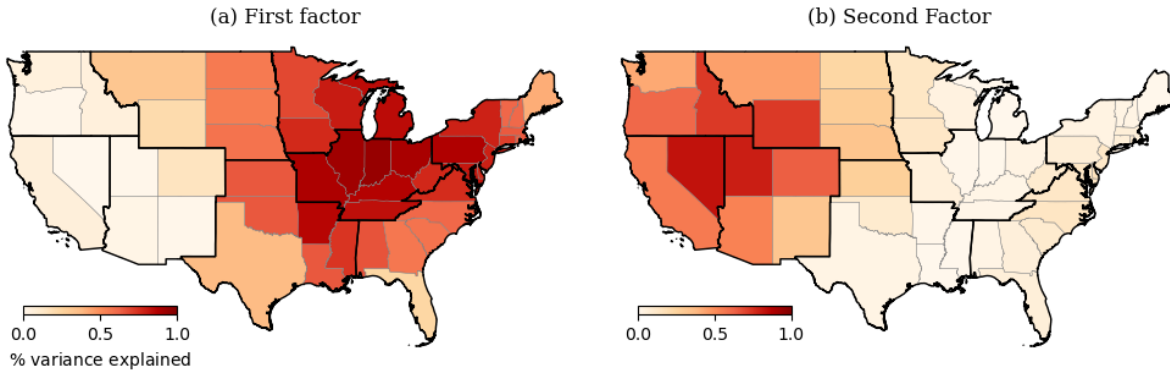 (a) First factor
(b) Second Factor
0.0 0.5 1.0
% variance explained
0.0 0.5 1.0